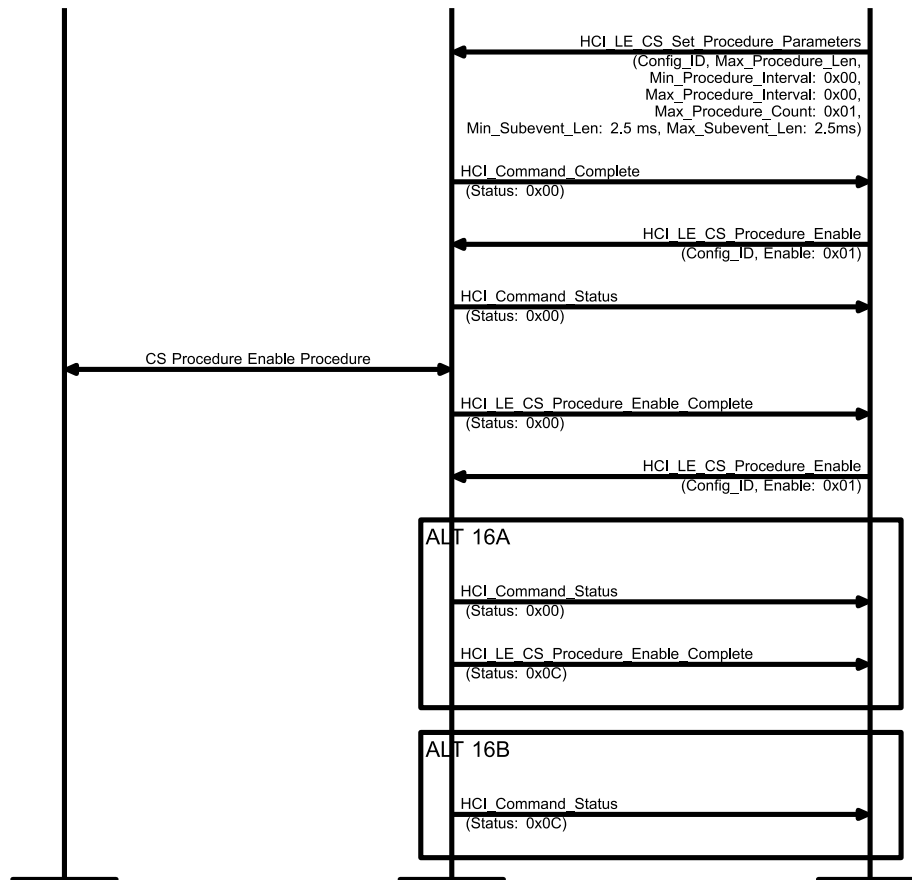 HCI_LE_CS_Set_Procedure_Parameters
(Config_ID, Max_Procedure_Len,
Min_Procedure_Interval: 0x00,
Max_Procedure_Interval: 0x00,
Max_Procedure_Count: 0x01,
Min_Subevent_Len: 2.5 ms, Max_Subevent_Len: 2.5ms)
HCI_Command_Complete
(Status: 0x00)
HCI_LE_CS_Procedure_Enable
(Config_ID, Enable: 0x01)
HCI_Command_Status
(Status: 0x00)
CS Procedure Enable Procedure
HCI_LE_CS_Procedure_Enable_Complete
(Status: 0x00)
HCI_LE_CS_Procedure_Enable
(Config_ID, Enable: 0x01)
ALT 16A
HCI_Command_Status
(Status: 0x00)
HCI_LE_CS_Procedure_Enable_Complete
(Status: 0x0C)
ALT 16B
HCI_Command_Status
(Status: 0x0C)